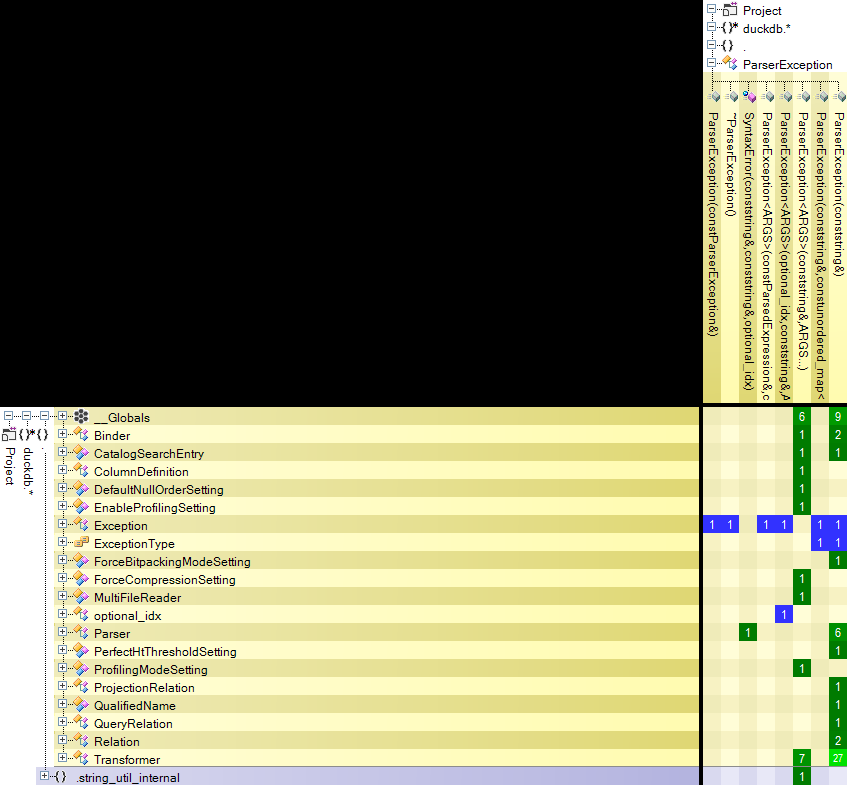 Project
duckdb.*
.
ParserException
ParserException(constParserException&)
~ParserException()
SyntaxError(conststring&,conststring&,optional_idx)
ParserException<ARGS>(constParsedExpression&,c
ParserException<ARGS>(optional_idx,conststring&,A
ParserException<ARGS>(conststring&,ARGS...)
ParserException(conststring&,constunordered_map<
ParserException(conststring&)
Project
duckdb.*
.
__Globals 6 9
Binder 1 2
CatalogSearchEntry 1 1
ColumnDefinition 1
DefaultNullOrderSetting 1
EnableProfilingSetting 1
Exception 1 1 1 1 1 1
ExceptionType 1 1
ForceBitpackingModeSetting 1
ForceCompressionSetting 1
MultiFileReader 1
optional_idx 1
Parser 1 6
PerfectHtThresholdSetting 1
ProfilingModeSetting 1
ProjectionRelation 1
QualifiedName 1
QueryRelation 1
Relation 2
Transformer 7 27
.string_util_internal 1